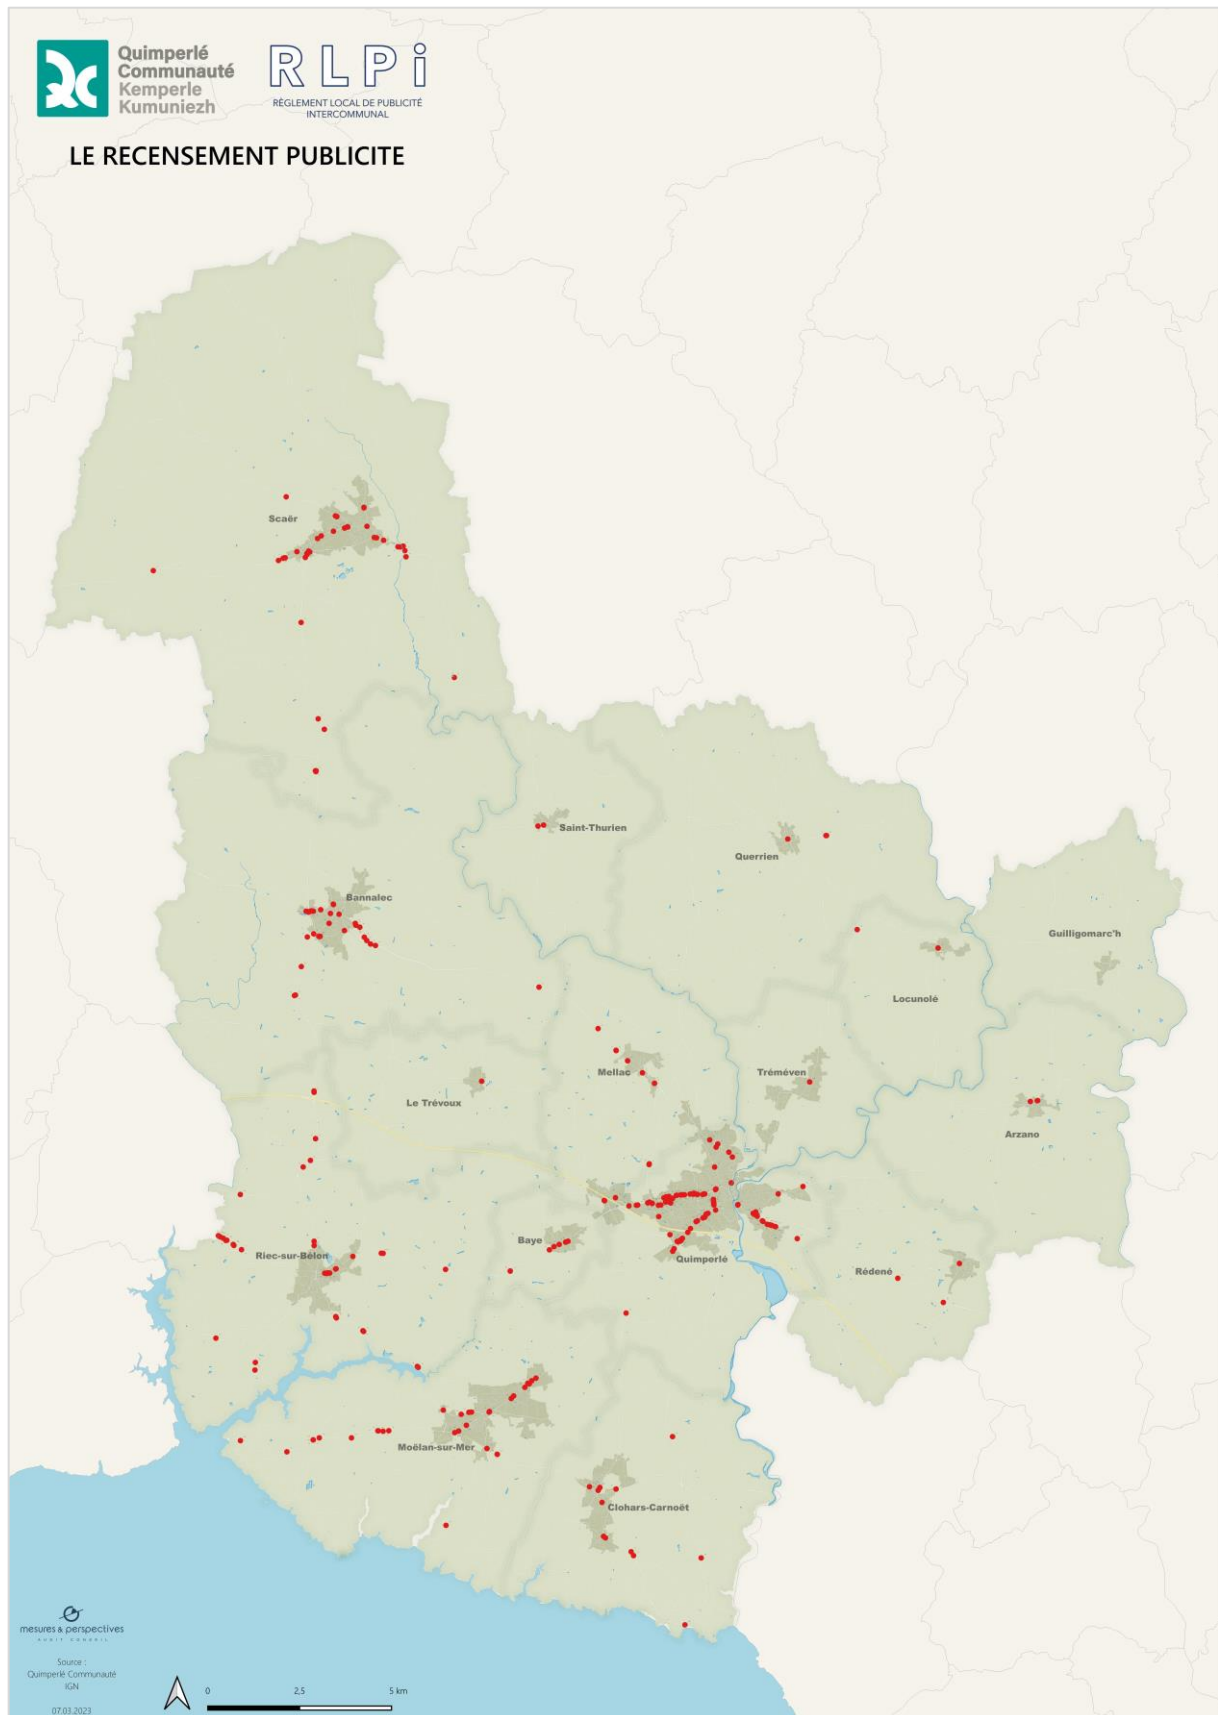 Quimperlé
Communauté
Kemperle
Kumuniezh
RLPi
RÈGLEMENT LOCAL DE PUBLICITÉ
INTERCOMMUNAL
LE RECENSEMENT PUBLICITE
Scaër
Saint-Thurien
Querrien
Bannalec
Guilligomarc'h
Locunolé
Mellac
Tréméven
Le Trévoux
Arzano
Baye
Riec-sur-Bélon
Quimperlé
Rédené
Moëlan-sur-Mer
Clohars-Carnoët
mesures & perspectives
AUDIT CONSEIL
Source :
Quimperlé Communauté
IGN
07.03.2023
0 2,5 5 km